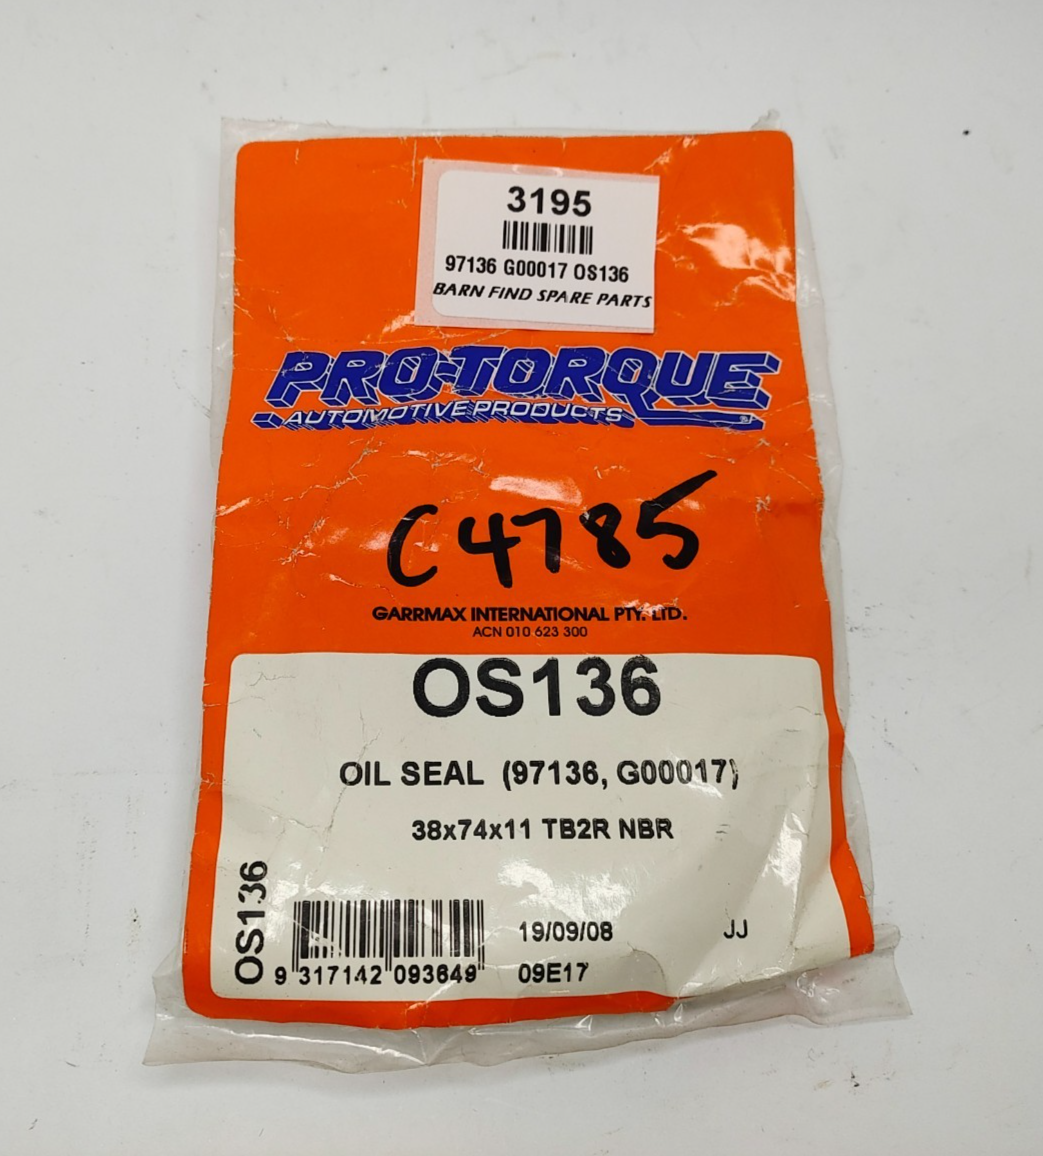 3195
97136 G00017 OS136
BARN FIND SPARE PARTS
PRO-TORQUE
AUTOMOTIVE PRODUCTS
C4785
GARRMAX INTERNATIONAL PTY. LTD.
ACN 010 623 300
OS136
OIL SEAL (97136, G00017)
38x74x11 TB2R NBR
OS136
9 317142 093649
19/09/08
JJ
09E17